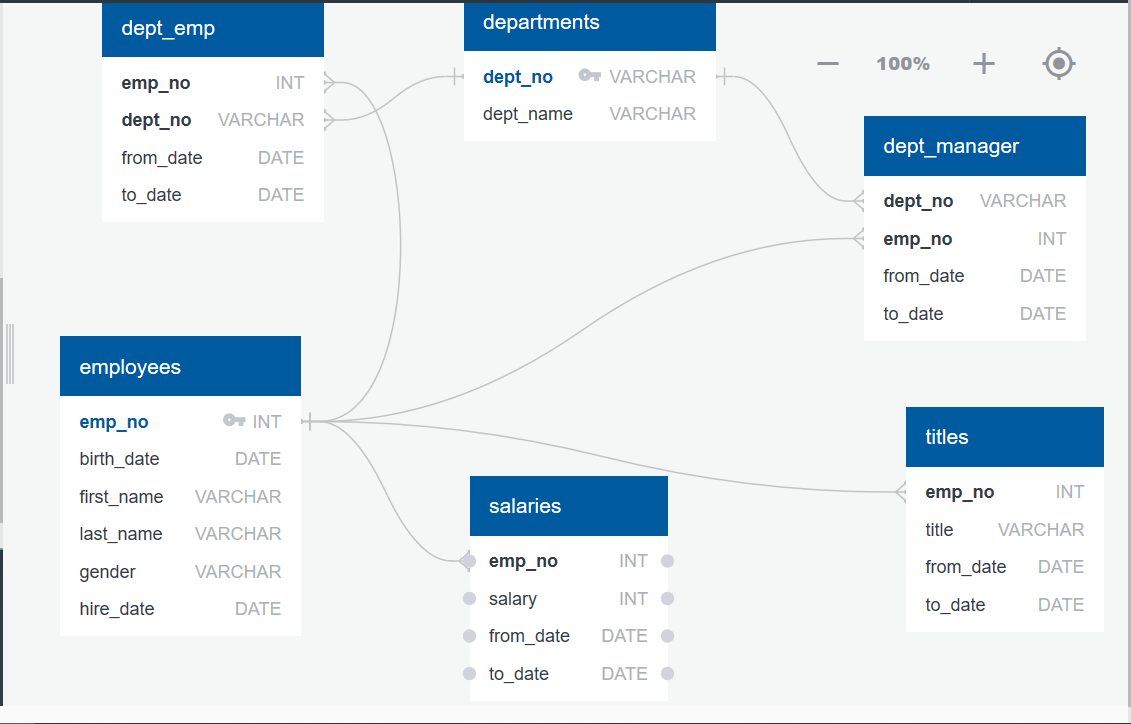 dept_emp
emp_no INT
dept_no VARCHAR
from_date DATE
to_date DATE
departments
dept_no VARCHAR
dept_name VARCHAR
100%
dept_manager
dept_no VARCHAR
emp_no INT
from_date DATE
to_date DATE
employees
emp_no INT
birth_date DATE
first_name VARCHAR
last_name VARCHAR
gender VARCHAR
hire_date DATE
salaries
emp_no INT
salary INT
from_date DATE
to_date DATE
titles
emp_no INT
title VARCHAR
from_date DATE
to_date DATE